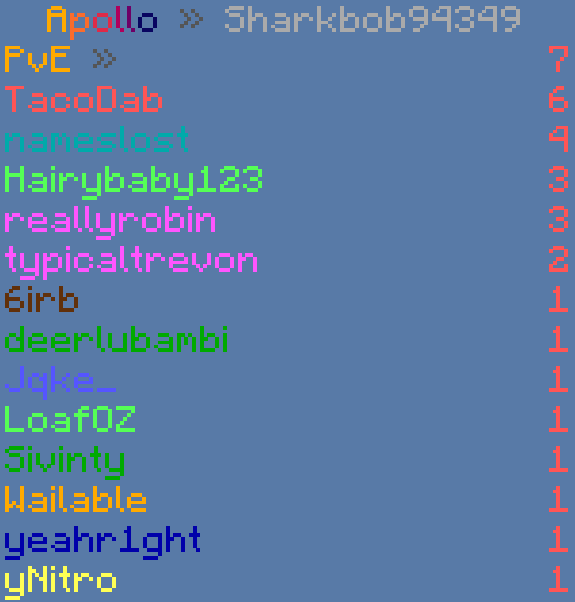 Apollo » Sharkbob94349
PvE » 7
TacoDab 6
nameslost 4
Hairybaby123 3
reallyrobin 3
typicaltrevon 2
6irb 1
deerlubambi 1
Jqke_ 1
LoafOZ 1
Sivinty 1
Wailable 1
yeahr1ght 1
yNitro 1